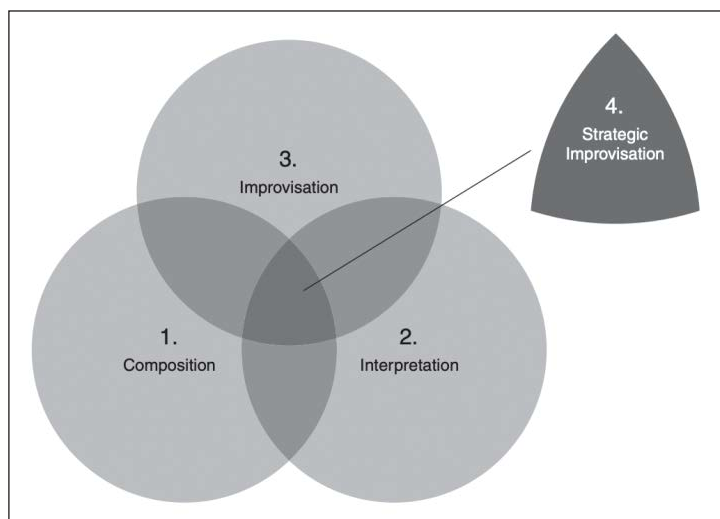 3.
Improvisation
4.
Strategic
Improvisation
1.
Composition
2.
Interpretation